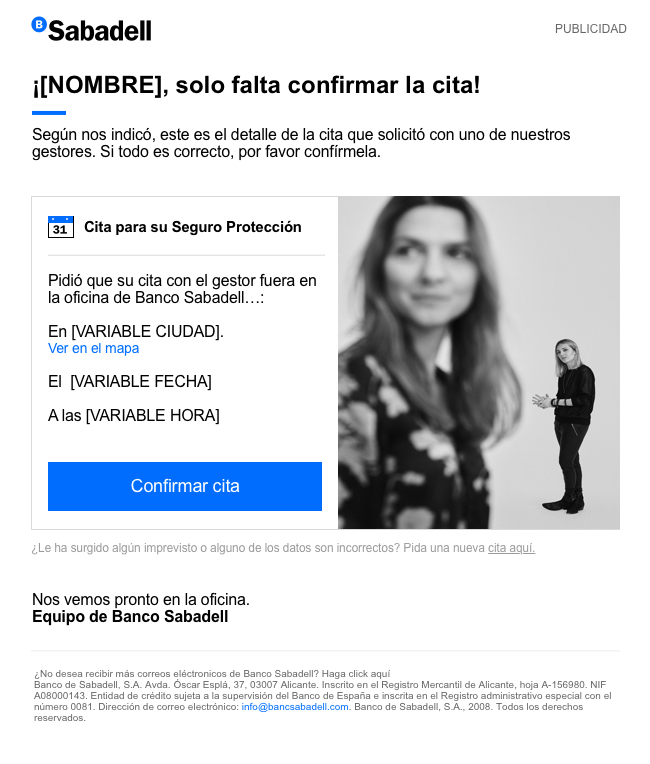 B Sabadell
PUBLICIDAD
¡[NOMBRE], solo falta confirmar la cita!
Según nos indicó, este es el detalle de la cita que solicitó con uno de nuestros
gestores. Si todo es correcto, por favor confírmela.
31 Cita para su Seguro Protección
Pidió que su cita con el gestor fuera en
la oficina de Banco Sabadell…:
En [VARIABLE CIUDAD].
Ver en el mapa
El  [VARIABLE FECHA]
A las [VARIABLE HORA]
Confirmar cita
¿Le ha surgido algún imprevisto o alguno de los datos son incorrectos? Pida una nueva cita aquí.
Nos vemos pronto en la oficina.
Equipo de Banco Sabadell
¿No desea recibir más correos eléctronicos de Banco Sabadell? Haga click aquí
Banco de Sabadell, S.A. Avda. Óscar Esplá, 37, 03007 Alicante. Inscrito en el Registro Mercantil de Alicante, hoja A-156980. NIF
A08000143. Entidad de crédito sujeta a la supervisión del Banco de España e inscrita en el Registro administrativo especial con el
número 0081. Dirección de correo electrónico: info@bancsabadell.com. Banco de Sabadell, S.A., 2008. Todos los derechos
reservados.